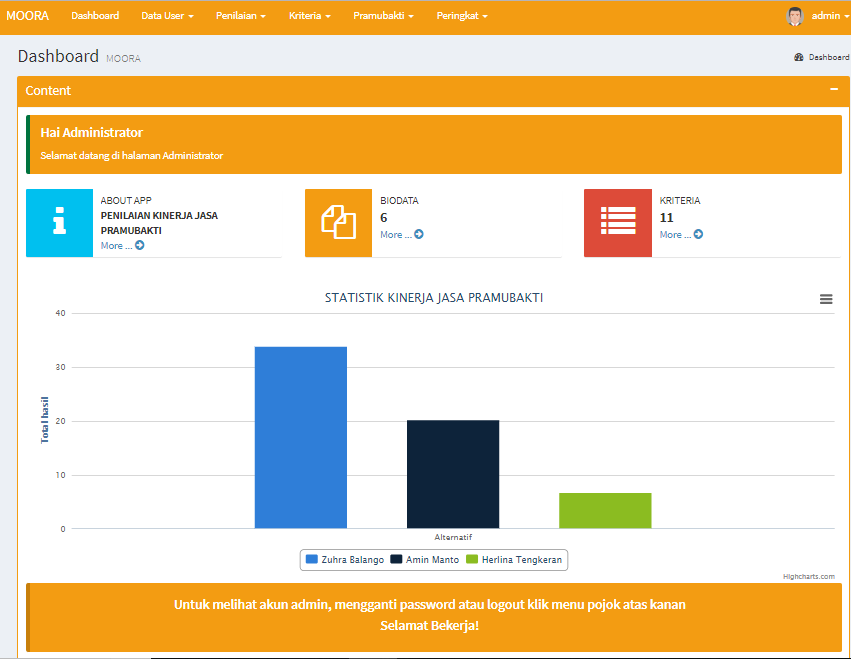 MOORA Dashboard Data User Penilaian Kriteria Pramubakti Peringkat admin
Dashboard MOORA Dashboard
Content
Hai Administrator
Selamat datang di halaman Administrator
ABOUT APP
PENILAIAN KINERJA JASA
PRAMUBAKTI
More ...
BIODATA
6
More ...
KRITERIA
11
More ...
STATISTIK KINERJA JASA PRAMUBAKTI
Total hasil
40
30
20
10
0
Alternatif
Zuhra Balango Amin Manto Herlina Tengkeran
Highcharts.com
Untuk melihat akun admin, mengganti password atau logout klik menu pojok atas kanan
Selamat Bekerja!